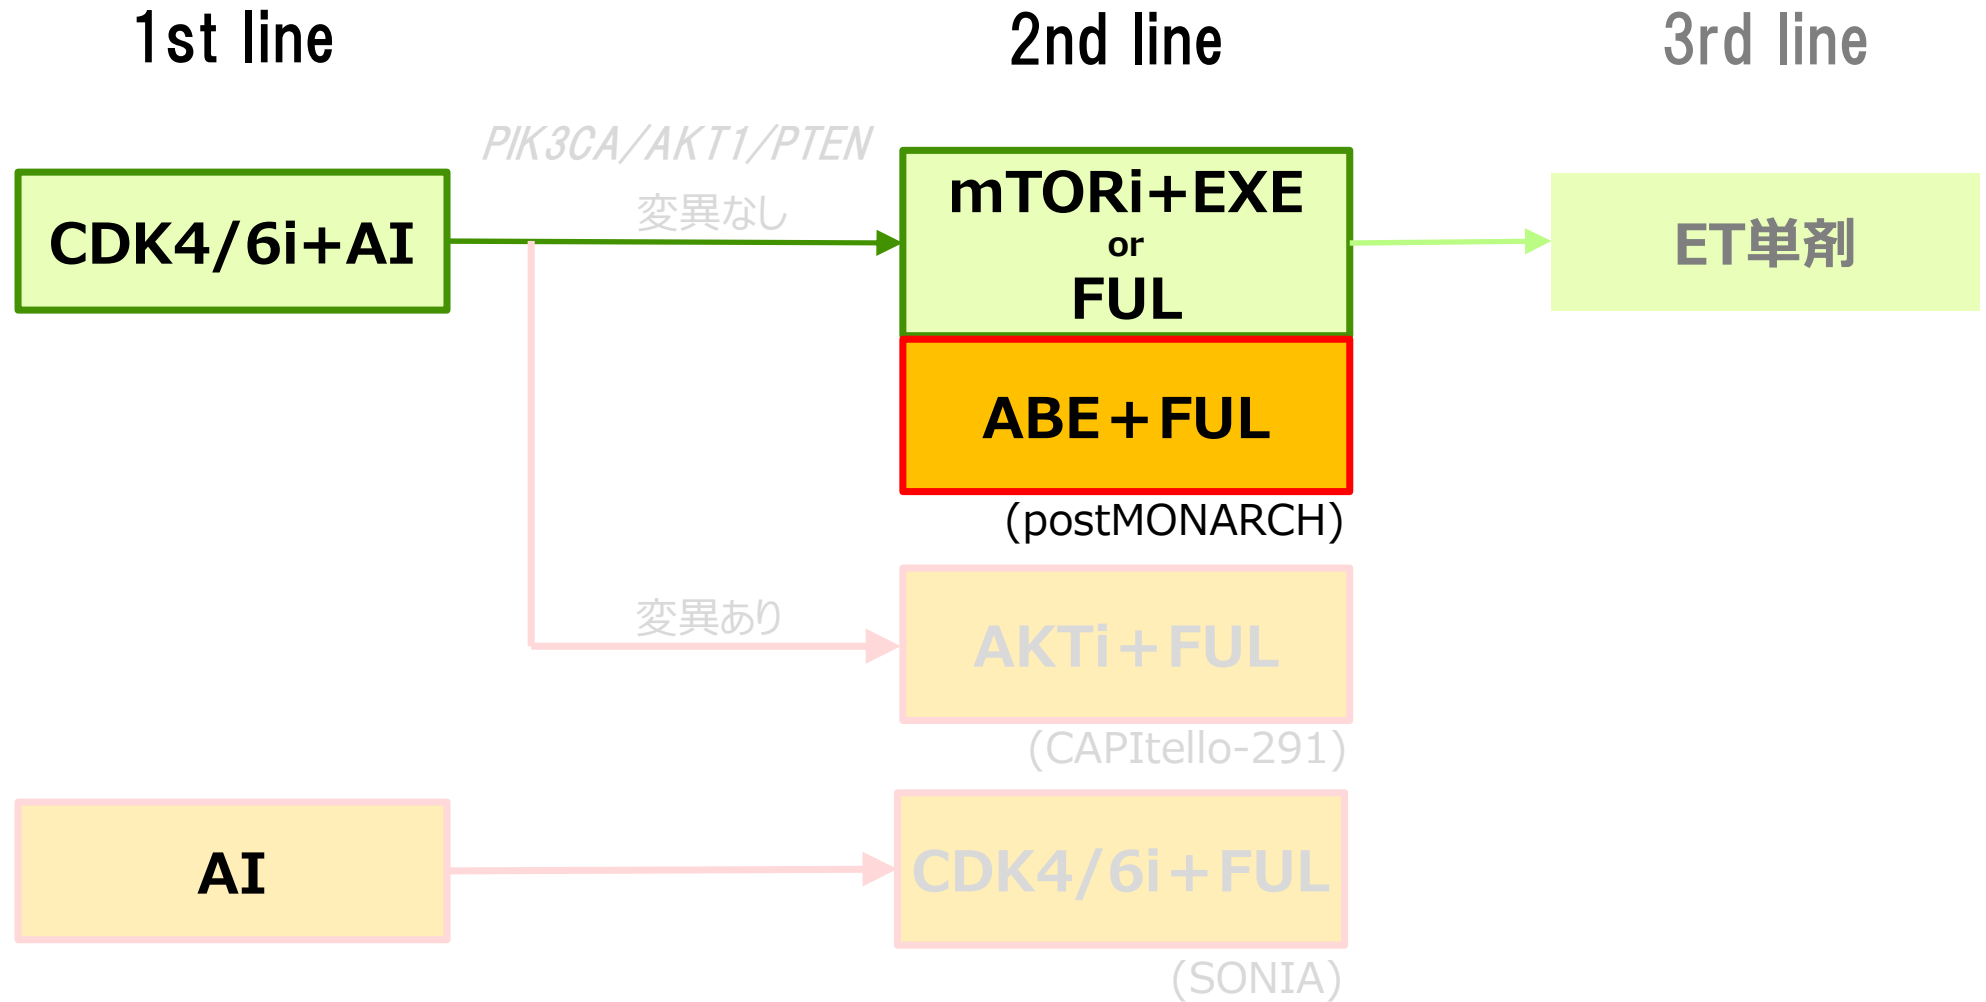 1st line
2nd line
3rd line
PIK3CA/AKT1/PTEN
変異なし
CDK4/6i+AI
mTORi+EXE
or
FUL
ET単剤
ABE+FUL
(postMONARCH)
変異あり
AKTi+FUL
(CAPItello-291)
AI
CDK4/6i+FUL
(SONIA)